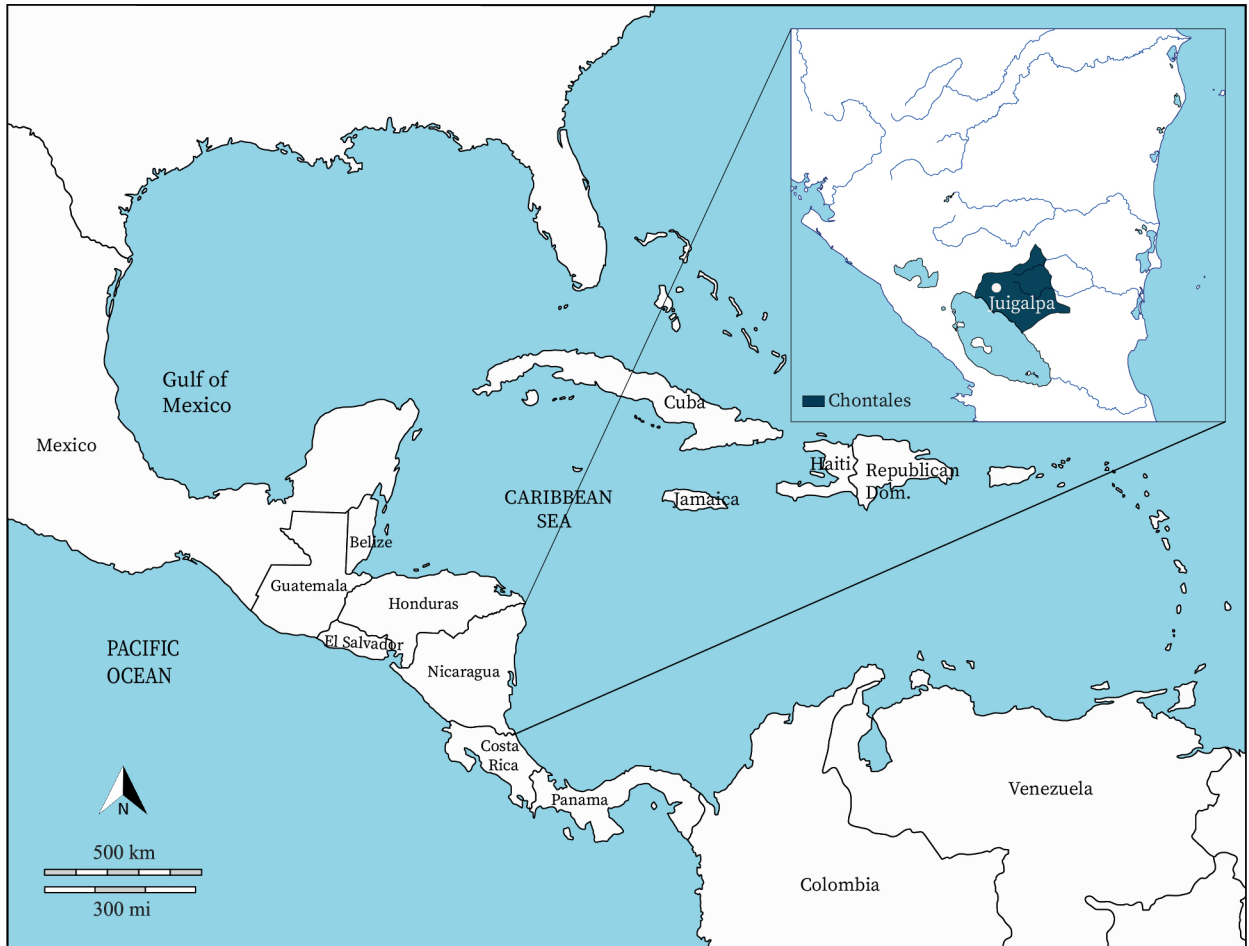 Juigalpa
Chontales
Gulf of
Mexico
Mexico
Cuba
Haiti
Republican
Dom.
CARIBBEAN
SEA
Jamaica
Belize
Guatemala
Honduras
El Salvador
Nicaragua
PACIFIC
OCEAN
Costa
Rica
Panama
Venezuela
Colombia
N
500 km
300 mi